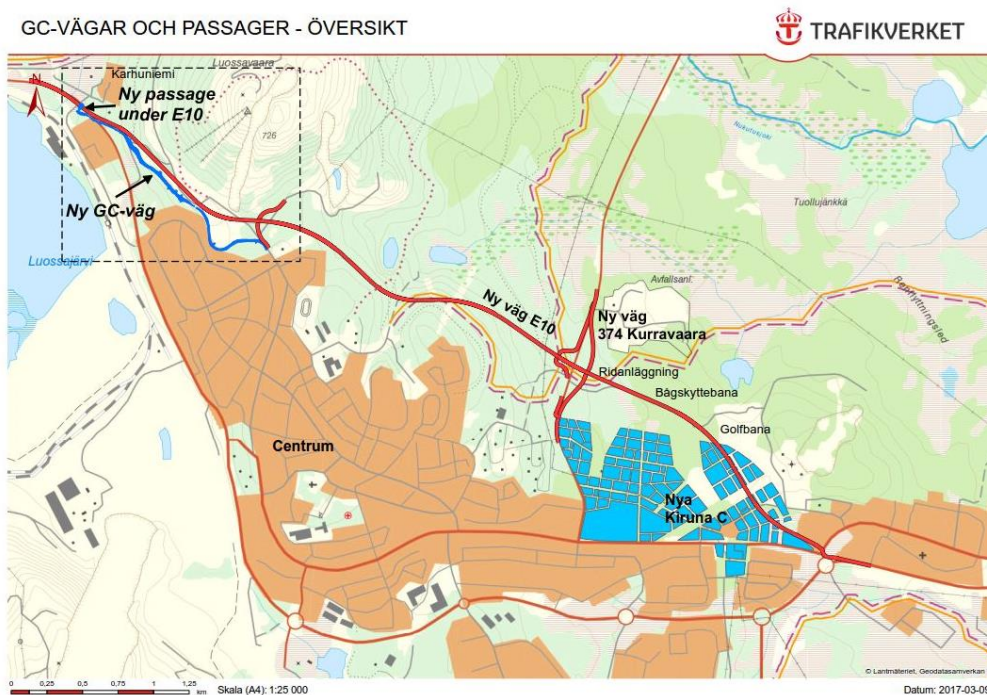 GC-VÄGAR OCH PASSAGER - ÖVERSIKT
TRAFIKVERKET
Luossavaara
Karhuniemi
N
Ny passage
under E10
726
Ny GC-väg
Luossajärvi
Tuollujänkkä
Avfallsanl.
Ny väg E10
Ny väg
374 Kurravaara
Ridanläggning
Bågskyttebana
Golfbana
Centrum
Nya
Kiruna C
© Lantmäteriet, Geodatasamverkan
0 0,25 0,5 0,75 1 1,25 km
Skala (A4): 1:25 000
Datum: 2017-03-09